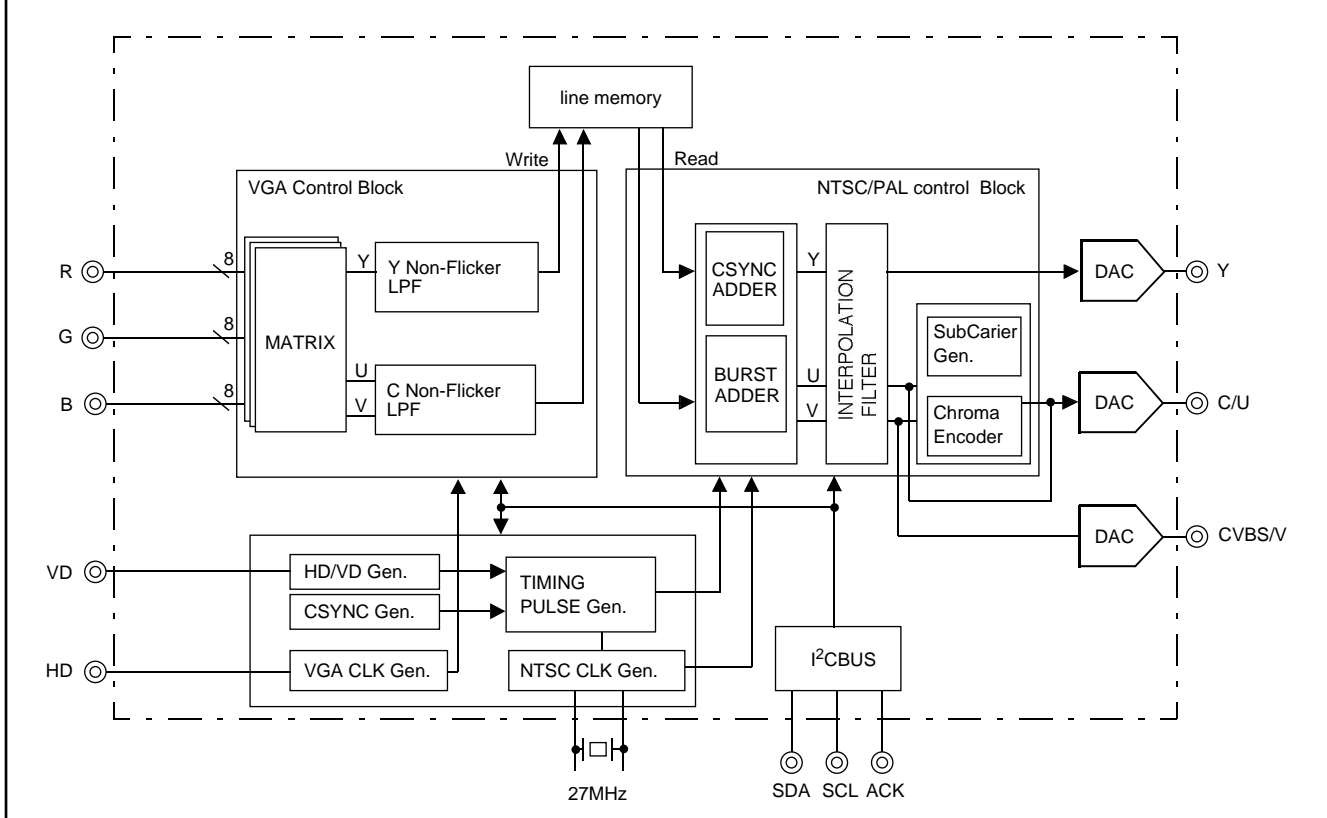 line memory
Write
Read
VGA Control Block
NTSC/PAL control Block
R
8
Y
Y Non-Flicker
LPF
CSYNC
ADDER
Y
DAC
Y
G
8
MATRIX
INTERPOLATION
FILTER
SubCarier
Gen.
B
8
U
V
C Non-Flicker
LPF
BURST
ADDER
U
V
Chroma
Encoder
DAC
C/U
DAC
CVBS/V
VD
HD/VD Gen.
CSYNC Gen.
TIMING
PULSE Gen.
HD
VGA CLK Gen.
NTSC CLK Gen.
I²CBUS
27MHz
SDA
SCL
ACK